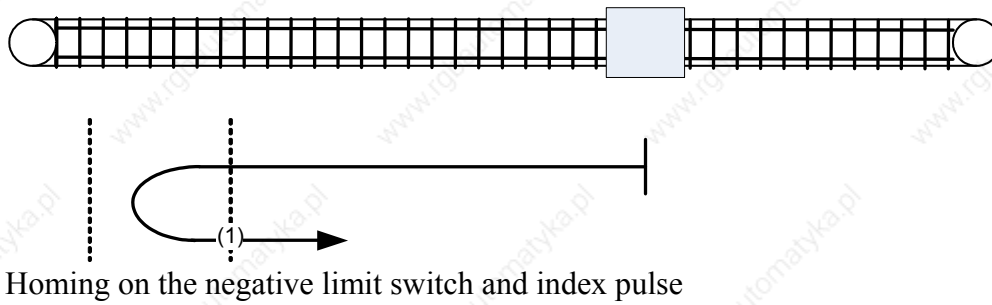 (1)
Homing on the negative limit switch and index pulse